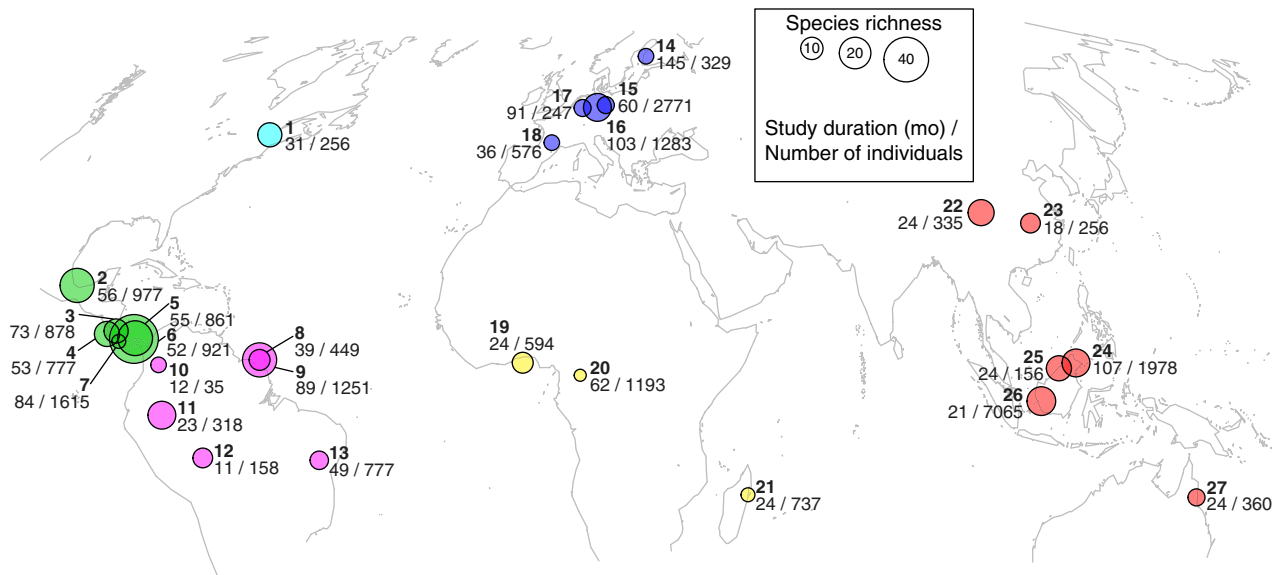 Species richness
10
20
40
Study duration (mo) /
Number of individuals
14
145 / 329
17
91 / 247
15
60 / 2771
16
103 / 1283
18
36 / 576
1
31 / 256
22
24 / 335
23
18 / 256
2
56 / 977
3
73 / 878
4
53 / 777
5
55 / 861
6
52 / 921
7
84 / 1615
8
39 / 449
9
89 / 1251
10
12 / 35
11
23 / 318
12
11 / 158
13
49 / 777
19
24 / 594
20
62 / 1193
21
24 / 737
24
107 / 1978
25
24 / 156
26
21 / 7065
27
24 / 360